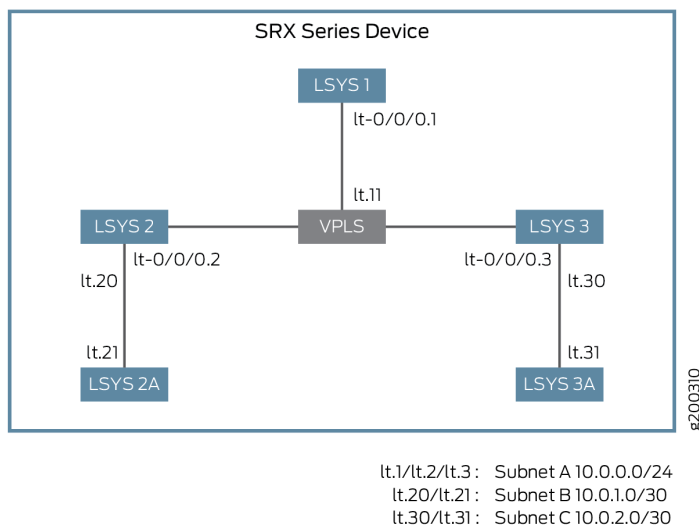 SRX Series Device
LSYS 1
lt-0/0/0.1
lt.11
LSYS 2
VPLS
LSYS 3
lt-0/0/0.2
lt-0/0/0.3
lt.20
lt.30
lt.21
lt.31
LSYS 2A
LSYS 3A
g200310
lt.1/lt.2/lt.3 : Subnet A 10.0.0.0/24
lt.20/lt.21 : Subnet B 10.0.1.0/30
lt.30/lt.31 : Subnet C 10.0.2.0/30